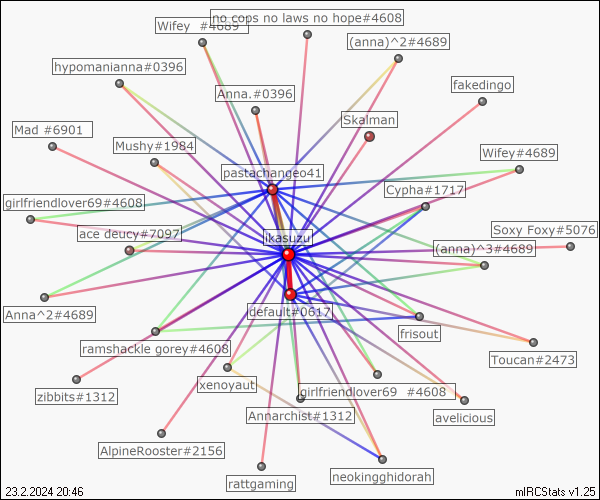 no cops no laws no hope#4608
Wifey #4689
(anna)^2#4689
hypomanianna#0396
fakedingo
Anna.#0396
Skalman
Mad #6901
Mushy#1984
Wifey#4689
pastachangeo41
Cypha#1717
girlfriendlover69#4608
Soxy Foxy#5076
ace deucy#7097
ikasuzu
(anna)^3#4689
Anna^2#4689
default#0617
frisout
ramshackle gorey#4608
Toucan#2473
xenoyaut
girlfriendlover69 #4608
zibbits#1312
Annarchist#1312
avelicious
AlpineRooster#2156
neokingghidorah
rattgaming
23.2.2024 20:46
mIRCStats v1.25